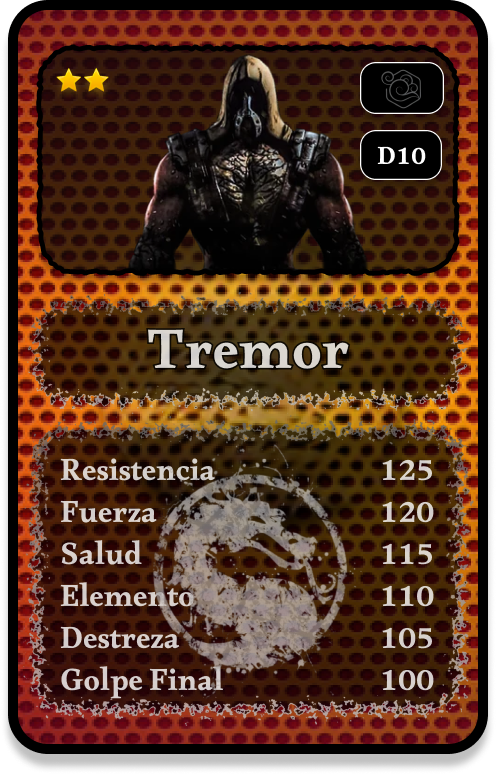 D10
Tremor
Resistencia 125
Fuerza 120
Salud 115
Elemento 110
Destreza 105
Golpe Final 100